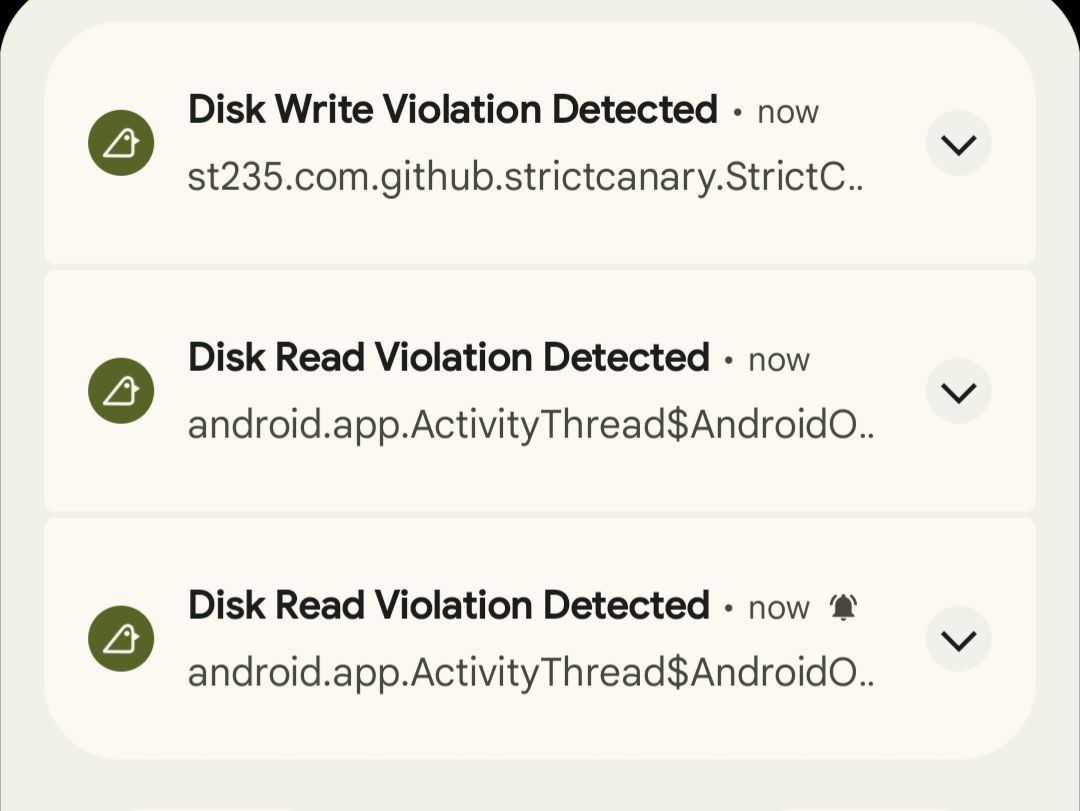 Disk Write Violation Detected • now
st235.com.github.strictcanary.StrictC..
Disk Read Violation Detected • now
android.app.ActivityThread$AndroidO..
Disk Read Violation Detected • now
android.app.ActivityThread$AndroidO..